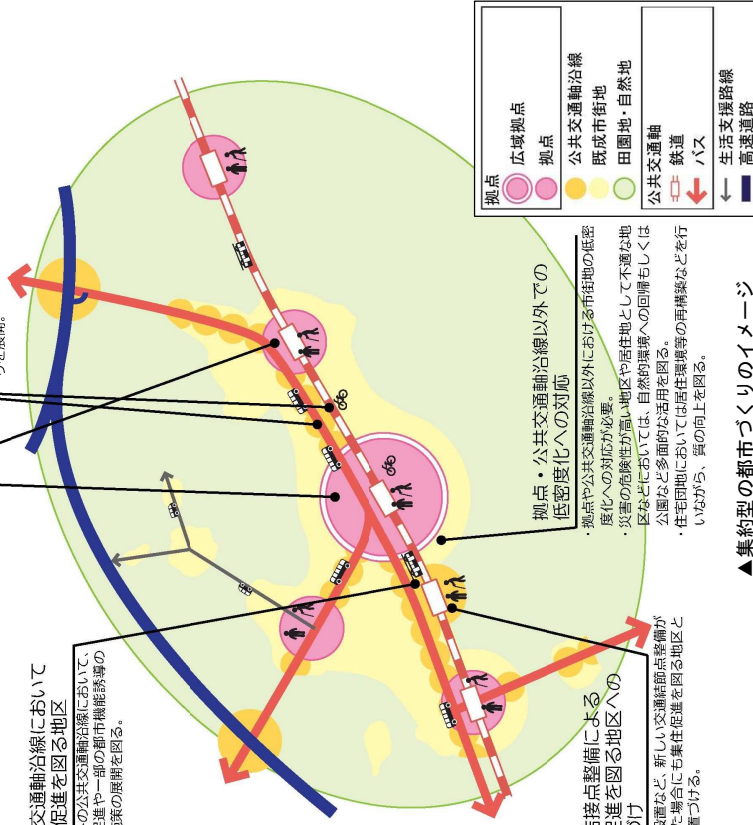 りを展開。
交通軸沿線において
促進を図る地区
の公共交通軸沿線において、
進や一部の都市機能誘導の
策の展開を図る。
結接点整備による
促進を図る地区への
づけ
設置など、新しい交通結節点整備が
た場合にも集住促進を図る地区と
置づける。
拠点・公共交通軸沿線以外での
低密度化への対応
・拠点や公共交通軸沿線以外における市街地の低密
度化への対応が必要。
・災害の危険性が高い地区や居住地として不適な地
区などにおいては、自然的環境への回帰もしくは
公園など多面的な活用を図る。
・住宅団地においては居住環境等の再構築などを行
いながら、質の向上を図る。
拠点
広域拠点
拠点
公共交通軸沿線
既成市街地
田園地・自然地
公共交通軸
鉄道
バス
生活支援路線
高速道路
▲集約型の都市づくりのイメージ